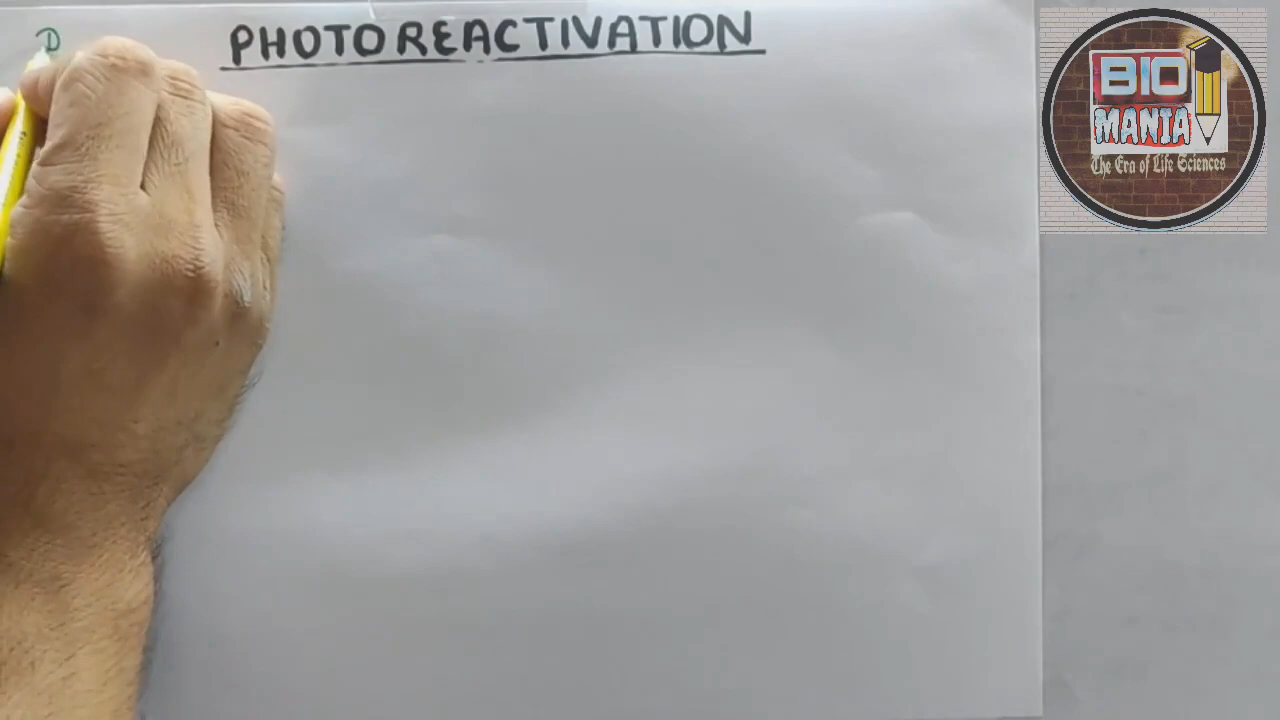 PHOTOREACTIVATION
D
BIO
MANIA
The Era of Life Sciences